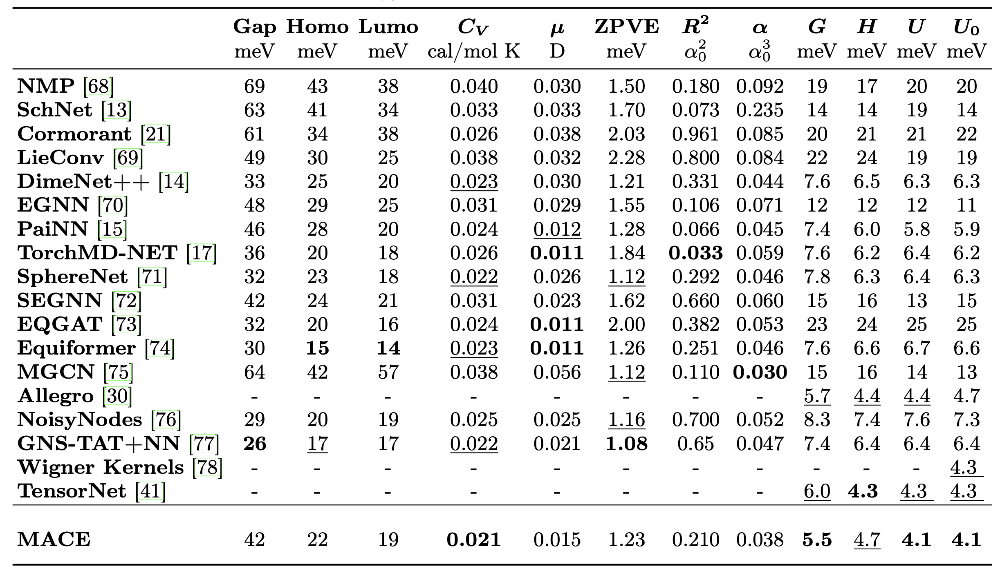 Gap Homo Lumo C_V μ ZPVE R² α G H U U₀
meV meV meV cal/mol K D meV α₀² α₀³ meV meV meV meV
NMP [68] 69 43 38 0.040 0.030 1.50 0.180 0.092 19 17 20 20
SchNet [13] 63 41 34 0.033 0.033 1.70 0.073 0.235 14 14 19 14
Cormorant [21] 61 34 38 0.026 0.038 2.03 0.961 0.085 20 21 21 22
LieConv [69] 49 30 25 0.038 0.032 2.28 0.800 0.084 22 24 19 19
DimeNet++ [14] 33 25 20 0.023 0.030 1.21 0.331 0.044 7.6 6.5 6.3 6.3
EGNN [70] 48 29 25 0.031 0.029 1.55 0.106 0.071 12 12 12 11
PaiNN [15] 46 28 20 0.024 0.012 1.28 0.066 0.045 7.4 6.0 5.8 5.9
TorchMD-NET [17] 36 20 18 0.026 0.011 1.84 0.033 0.059 7.6 6.2 6.4 6.2
SphereNet [71] 32 23 18 0.022 0.026 1.12 0.292 0.046 7.8 6.3 6.4 6.3
SEGNN [72] 42 24 21 0.031 0.023 1.62 0.660 0.060 15 16 13 15
EQGAT [73] 32 20 16 0.024 0.011 2.00 0.382 0.053 23 24 25 25
Equiformer [74] 30 15 14 0.023 0.011 1.26 0.251 0.046 7.6 6.6 6.7 6.6
MGCN [75] 64 42 57 0.038 0.056 1.12 0.110 0.030 15 16 14 13
Allegro [30] - - - - - - - - 5.7 4.4 4.4 4.7
NoisyNodes [76] 29 20 19 0.025 0.025 1.16 0.700 0.052 8.3 7.4 7.6 7.3
GNS-TAT+NN [77] 26 17 17 0.022 0.021 1.08 0.65 0.047 7.4 6.4 6.4 6.4
Wigner Kernels [78] - - - - - - - - - - - 4.3
TensorNet [41] - - - - - - - - 6.0 4.3 4.3 4.3
MACE 42 22 19 0.021 0.015 1.23 0.210 0.038 5.5 4.7 4.1 4.1